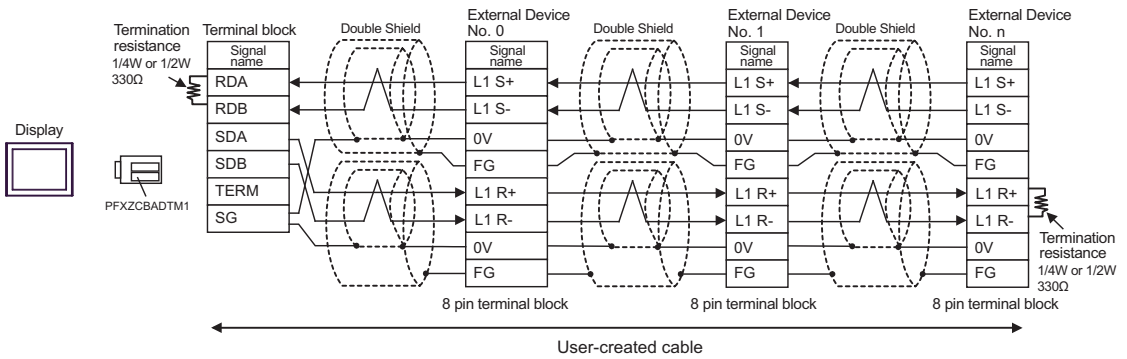 Display
PFXZCBADTM1
Termination
resistance
1/4W or 1/2W
330Ω
Terminal block
Signal
name
RDA
RDB
SDA
SDB
TERM
SG
Double Shield
External Device
No. 0
Signal
name
L1 S+
L1 S-
0V
FG
L1 R+
L1 R-
0V
FG
8 pin terminal block
Double Shield
External Device
No. 1
Signal
name
L1 S+
L1 S-
0V
FG
L1 R+
L1 R-
0V
FG
8 pin terminal block
Double Shield
External Device
No. n
Signal
name
L1 S+
L1 S-
0V
FG
L1 R+
L1 R-
0V
FG
8 pin terminal block
Termination
resistance
1/4W or 1/2W
330Ω
User-created cable